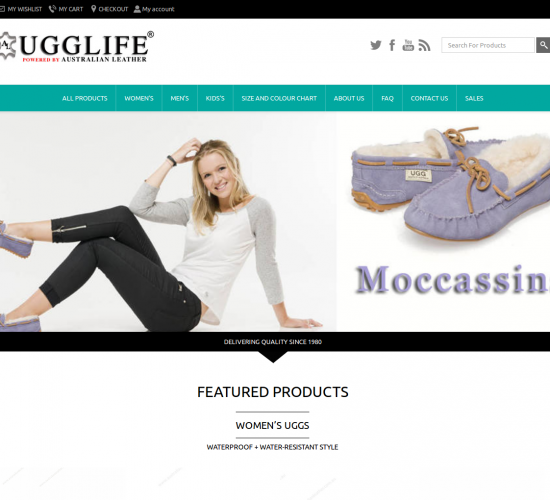 MY WISHLIST MY CART CHECKOUT My account
UGGLIFE®
POWERED BY AUSTRALIAN LEATHER
Search For Products
ALL PRODUCTS WOMEN'S MEN'S KIDS'S SIZE AND COLOUR CHART ABOUT US FAQ CONTACT US SALES
UGG
Moccassins
DELIVERING QUALITY SINCE 1980
FEATURED PRODUCTS
WOMEN'S UGGS
WATERPROOF + WATER-RESISTANT STYLE